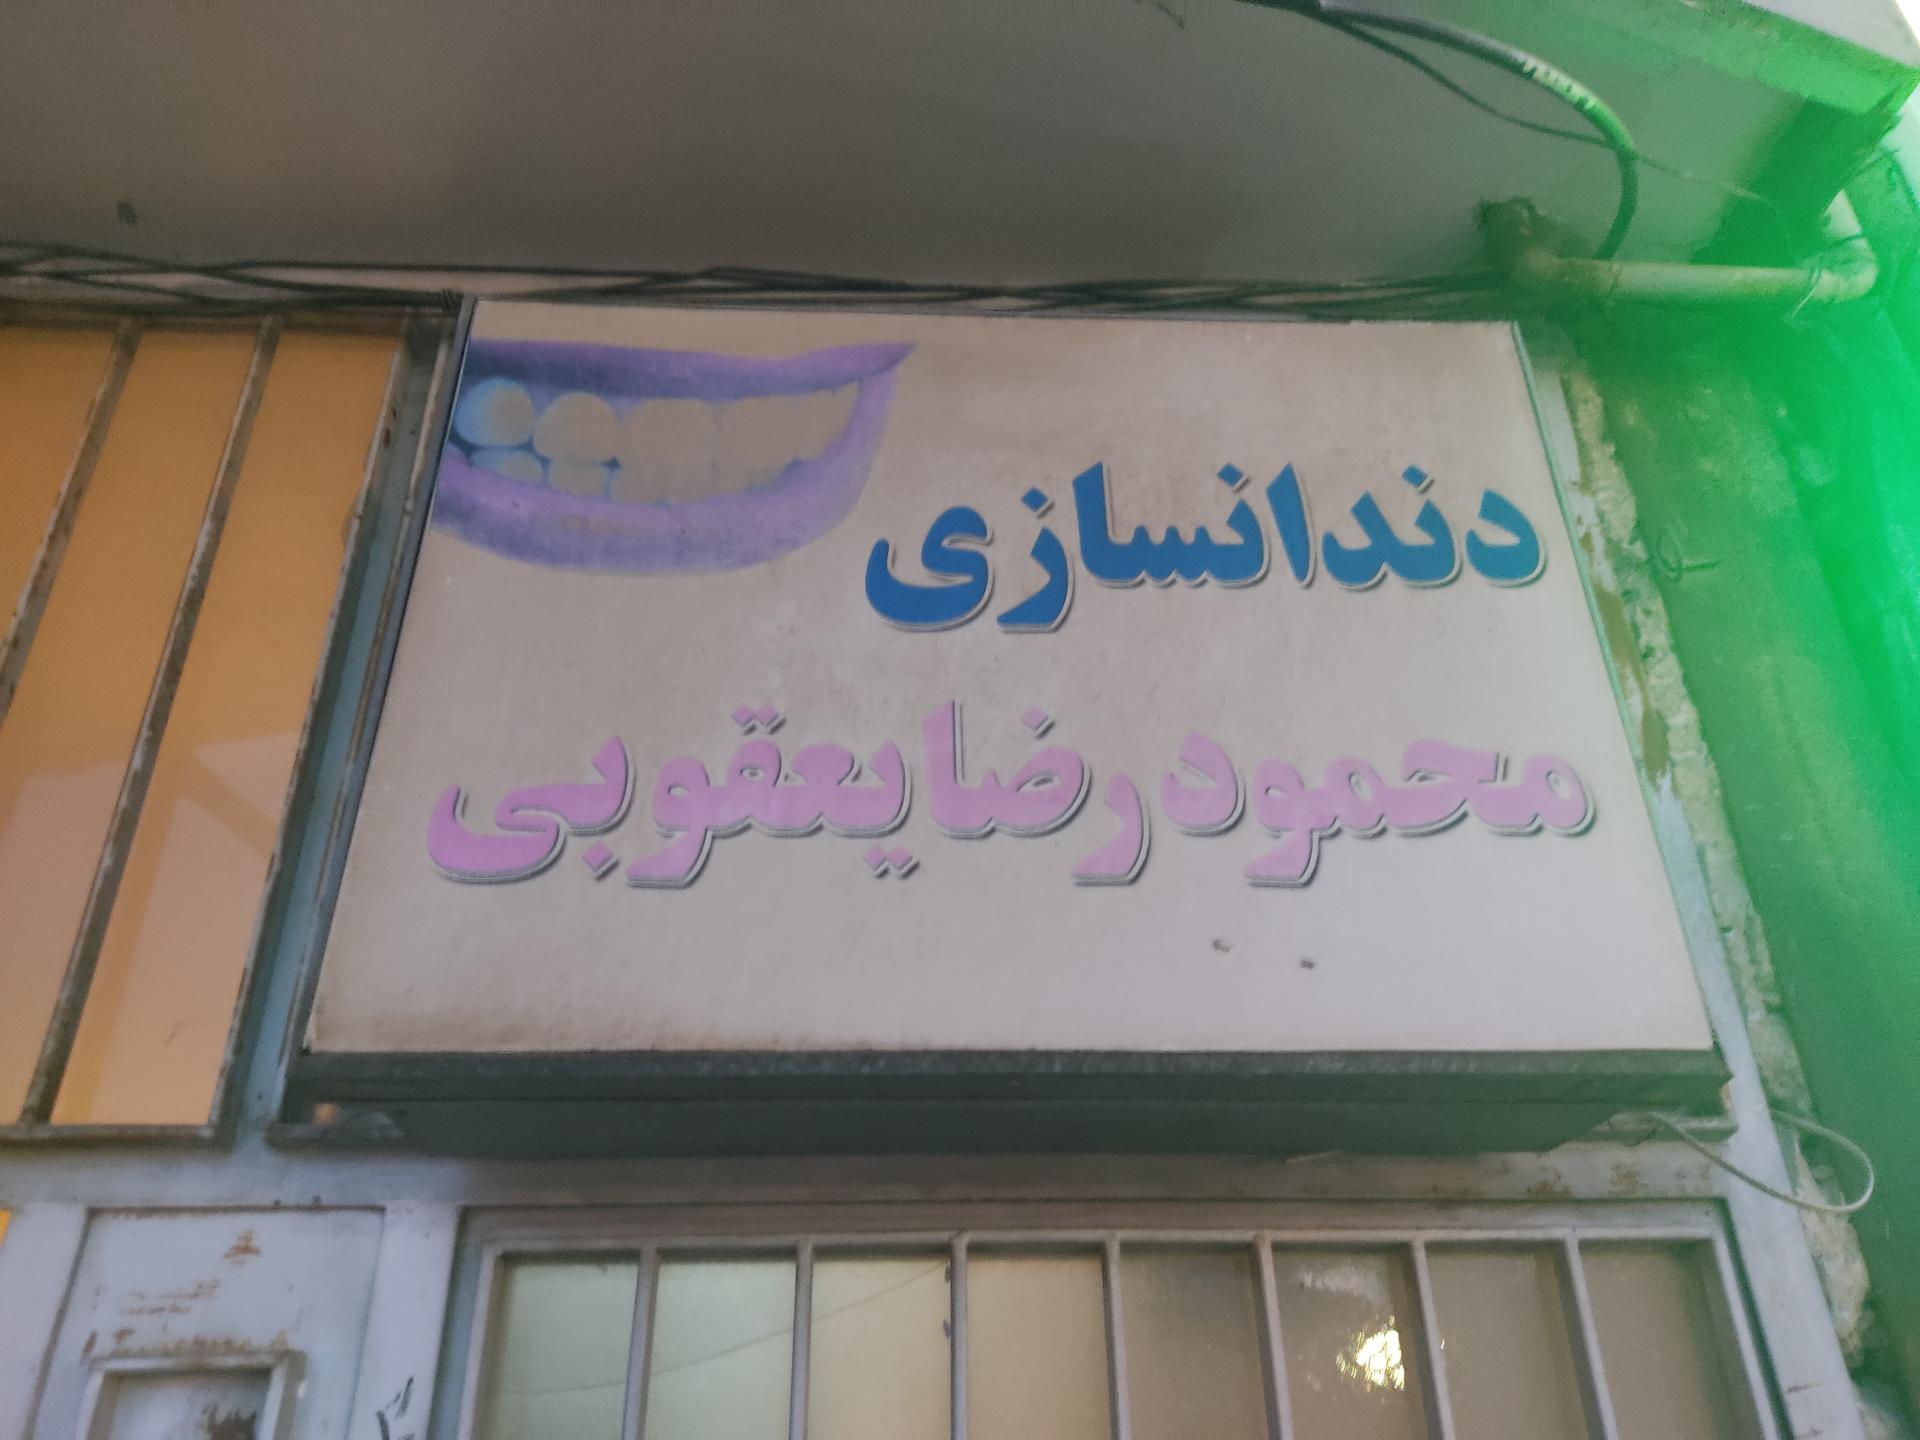 دندانسازی
محمودرضا یعقوبی